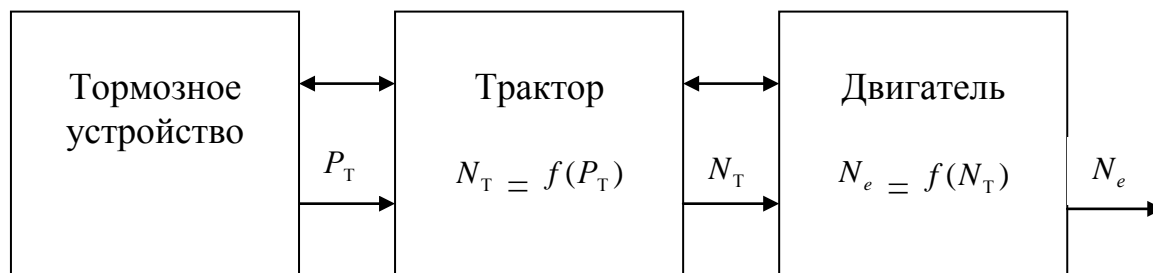 Тормозное
устройство
P_Т
Трактор
N_Т = f(P_Т)
N_Т
Двигатель
N_e = f(N_Т)
N_e